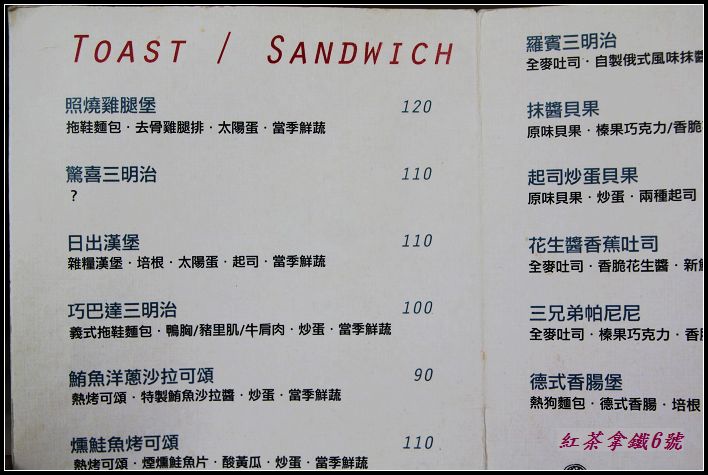 TOAST / SANDWICH
照燒雞腿堡 120
拖鞋麵包·去骨雞腿排·太陽蛋·當季鮮蔬
驚喜三明治 110
?
日出漢堡 110
雜糧漢堡·培根·太陽蛋·起司·當季鮮蔬
巧巴達三明治 100
義式拖鞋麵包·鴨胸/豬里肌/牛肩肉·炒蛋·當季鮮蔬
鮪魚洋蔥沙拉可頌 90
熱烤可頌·特製鮪魚沙拉醬·炒蛋·當季鮮蔬
燻鮭魚烤可頌 110
熱烤可頌·煙燻鮭魚片·酸黃瓜·炒蛋·當季鮮蔬
羅賓三明治
全麥吐司·自製俄式風味抹醬
抹醬貝果
原味貝果·榛果巧克力/香脆
起司炒蛋貝果
原味貝果·炒蛋·兩種起司
花生醬香蕉吐司
全麥吐司·香脆花生醬·新鮮
三兄弟帕尼尼
全麥吐司·榛果巧克力·香
德式香腸堡
熱狗麵包·德式香腸·培根
紅茶拿鐵6號